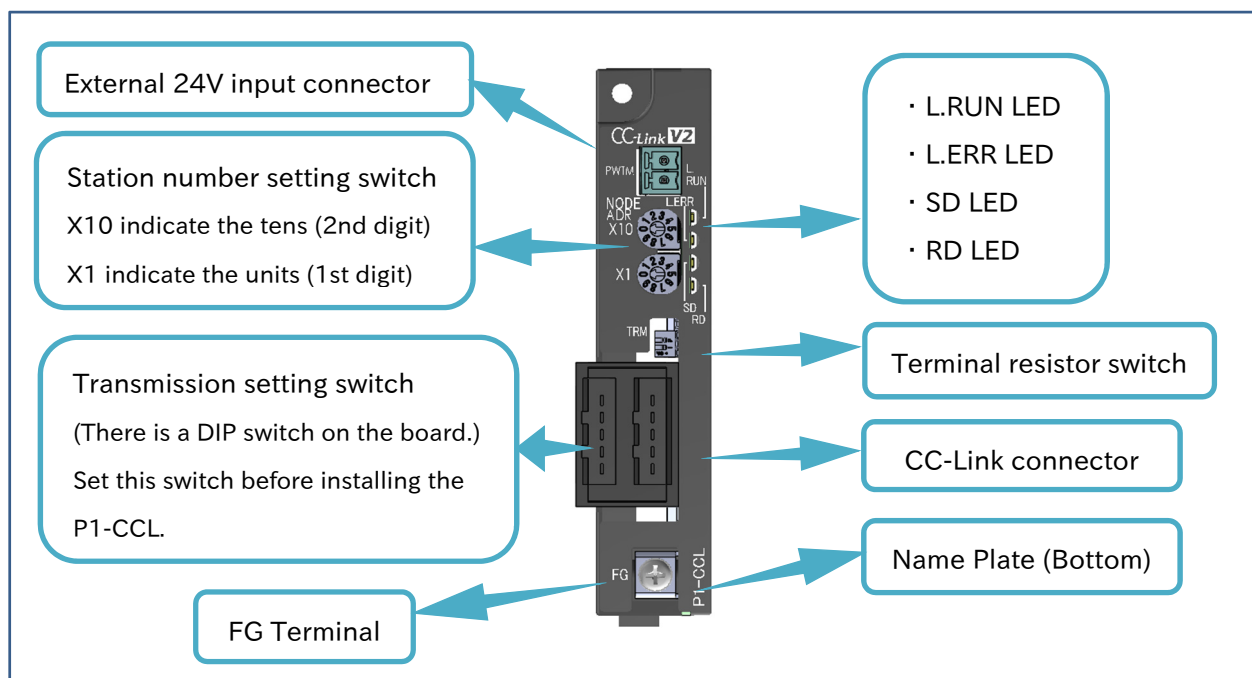 External 24V input connector
Station number setting switch
X10 indicate the tens (2nd digit)
X1 indicate the units (1st digit)
Transmission setting switch
(There is a DIP switch on the board.)
Set this switch before installing the
P1-CCL.
FG Terminal
CC-Link V2
PWTM
L.
RUN
NODE
ADR
X10
L.ERR
X1
SD
RD
TRM
FG
P1-CCL
・L.RUN LED
・L.ERR LED
・SD LED
・RD LED
Terminal resistor switch
CC-Link connector
Name Plate (Bottom)